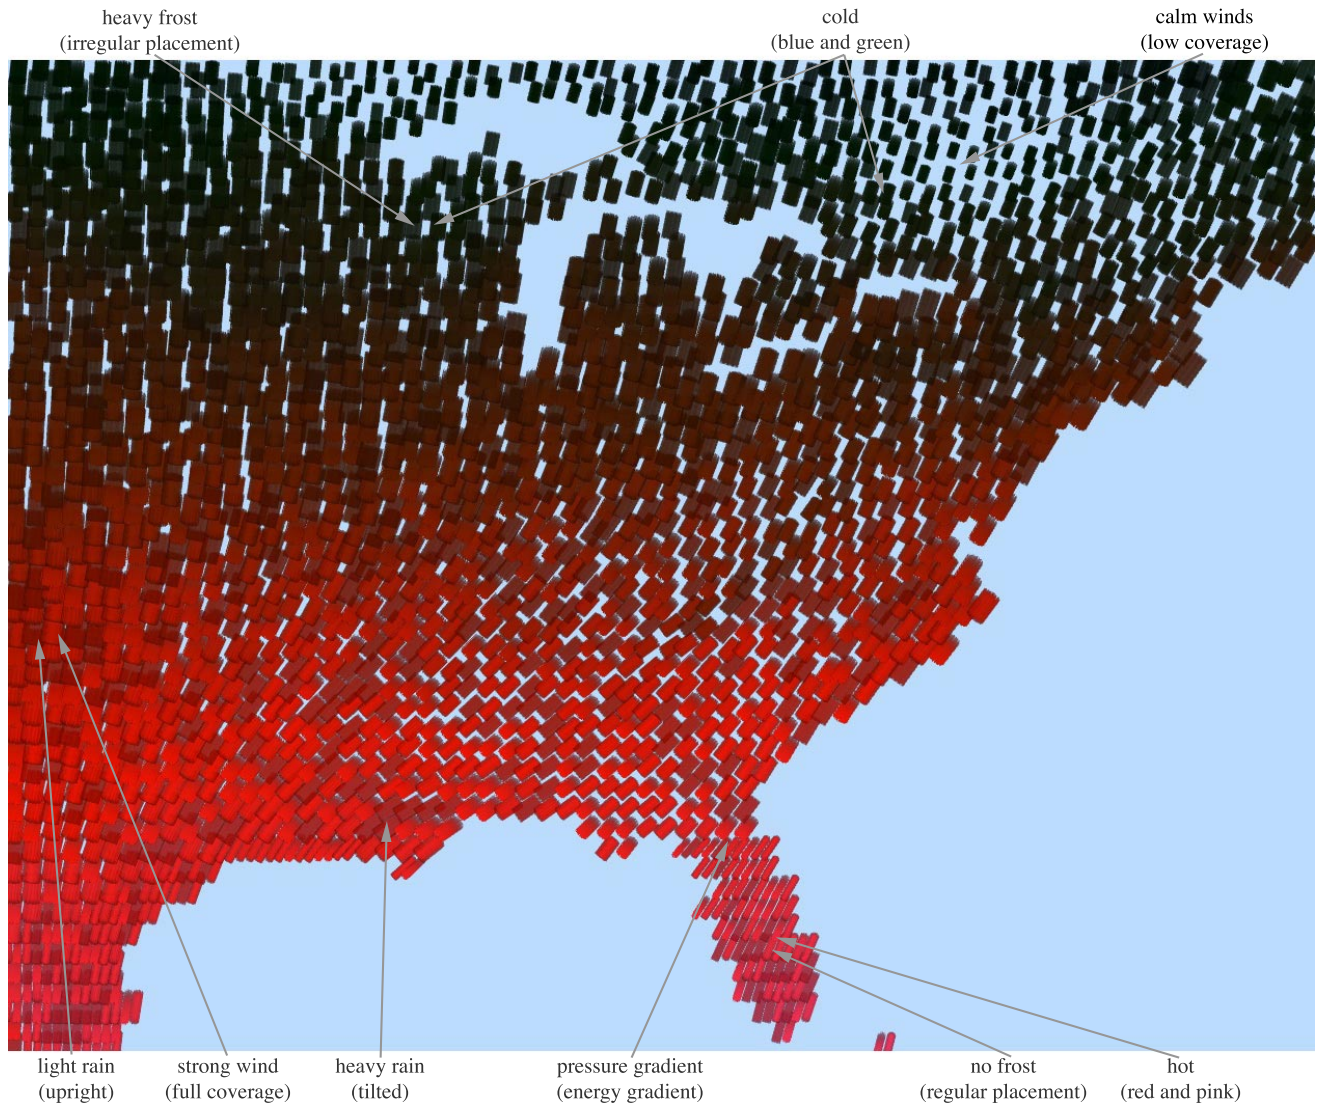 heavy frost
(irregular placement)
cold
(blue and green)
calm winds
(low coverage)
light rain
(upright)
strong wind
(full coverage)
heavy rain
(tilted)
pressure gradient
(energy gradient)
no frost
(regular placement)
hot
(red and pink)